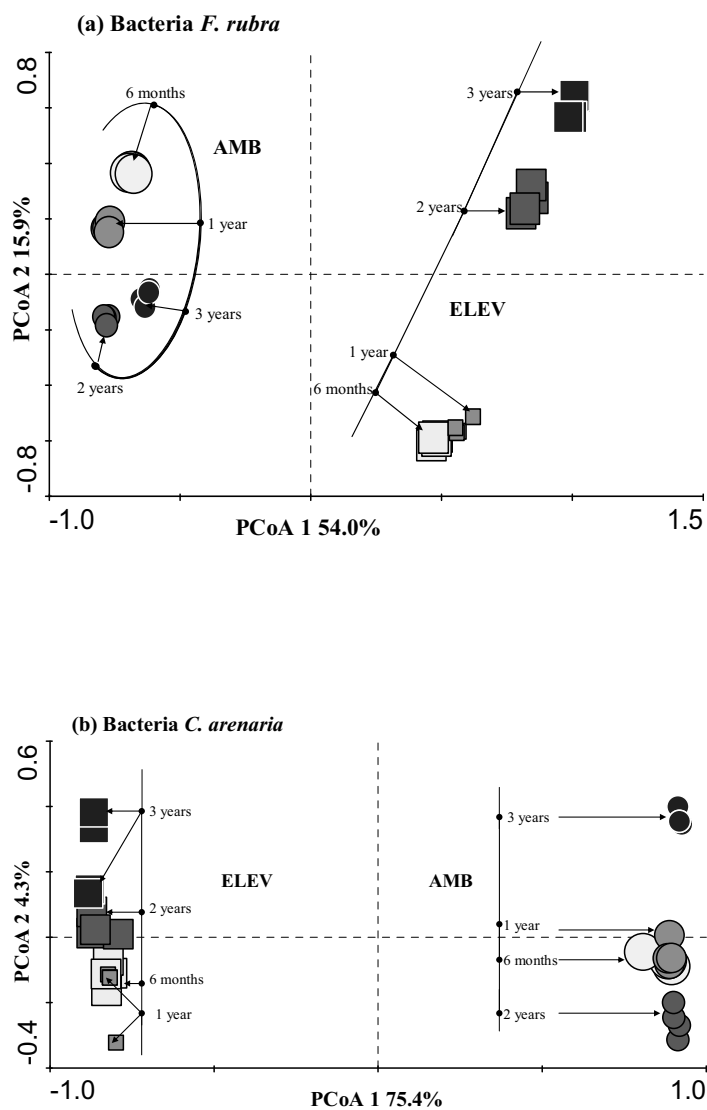 (a) Bacteria F. rubra
0.8
6 months
3 years
AMB
2 years
1 year
PCoA 2 15.9%
ELEV
3 years
1 year
2 years
6 months
-0.8
-1.0
PCoA 1 54.0%
1.5
(b) Bacteria C. arenaria
0.6
3 years
3 years
ELEV
AMB
2 years
1 year
PCoA 2 4.3%
6 months
6 months
1 year
2 years
-0.4
-1.0
PCoA 1 75.4%
1.0